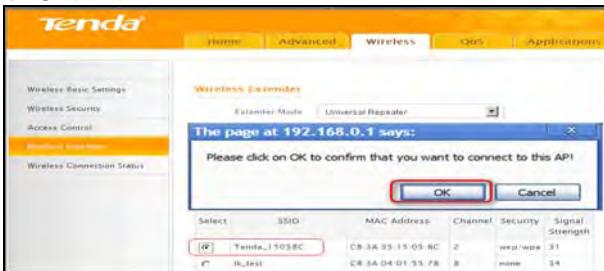 Tenda
Home Advanced Wireless QoS Applications
Wireless Basic Settings
Wireless Security
Access Control
Wireless Extender
Wireless Connection Status
Wireless Extender
Extender Mode Universal Repeater
The page at 192.168.0.1 says:
Please click on OK to confirm that you want to connect to this AP!
OK Cancel
Select SSID MAC Address Channel Security Signal Strength
Tenda_15058C C8:3A:35:15:05:8C 2 wep/wpa 31
lk_test C8:3A:04:01:55:78 8 none 34